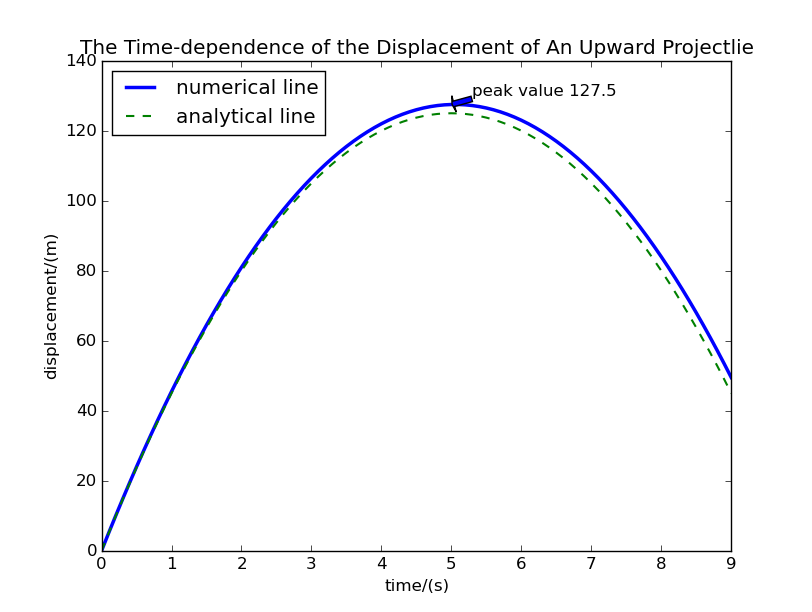 The Time-dependence of the Displacement of An Upward Projectlie
140
120
100
80
60
40
20
0
displacement/(m)
numerical line
analytical line
peak value 127.5
0 1 2 3 4 5 6 7 8 9
time/(s)